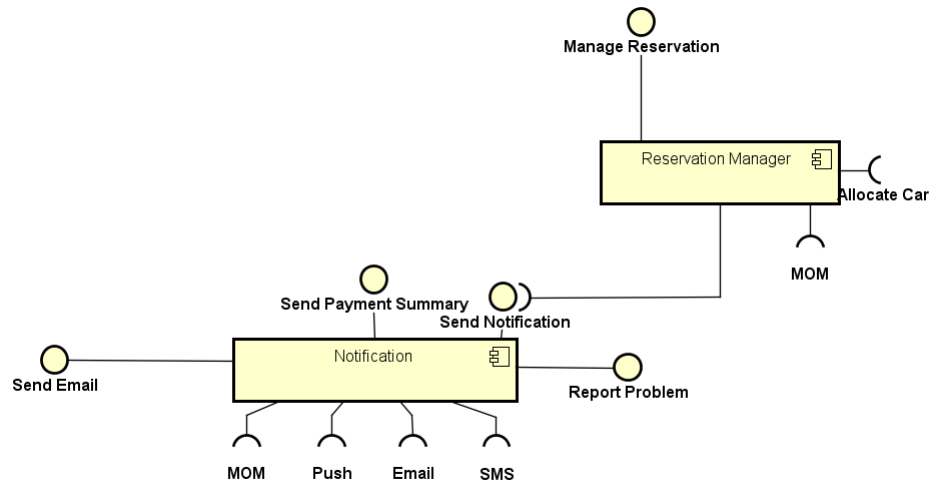 Manage Reservation
Reservation Manager
Allocate Car
MOM
Send Payment Summary
Send Notification
Notification
Send Email
Report Problem
MOM
Push
Email
SMS